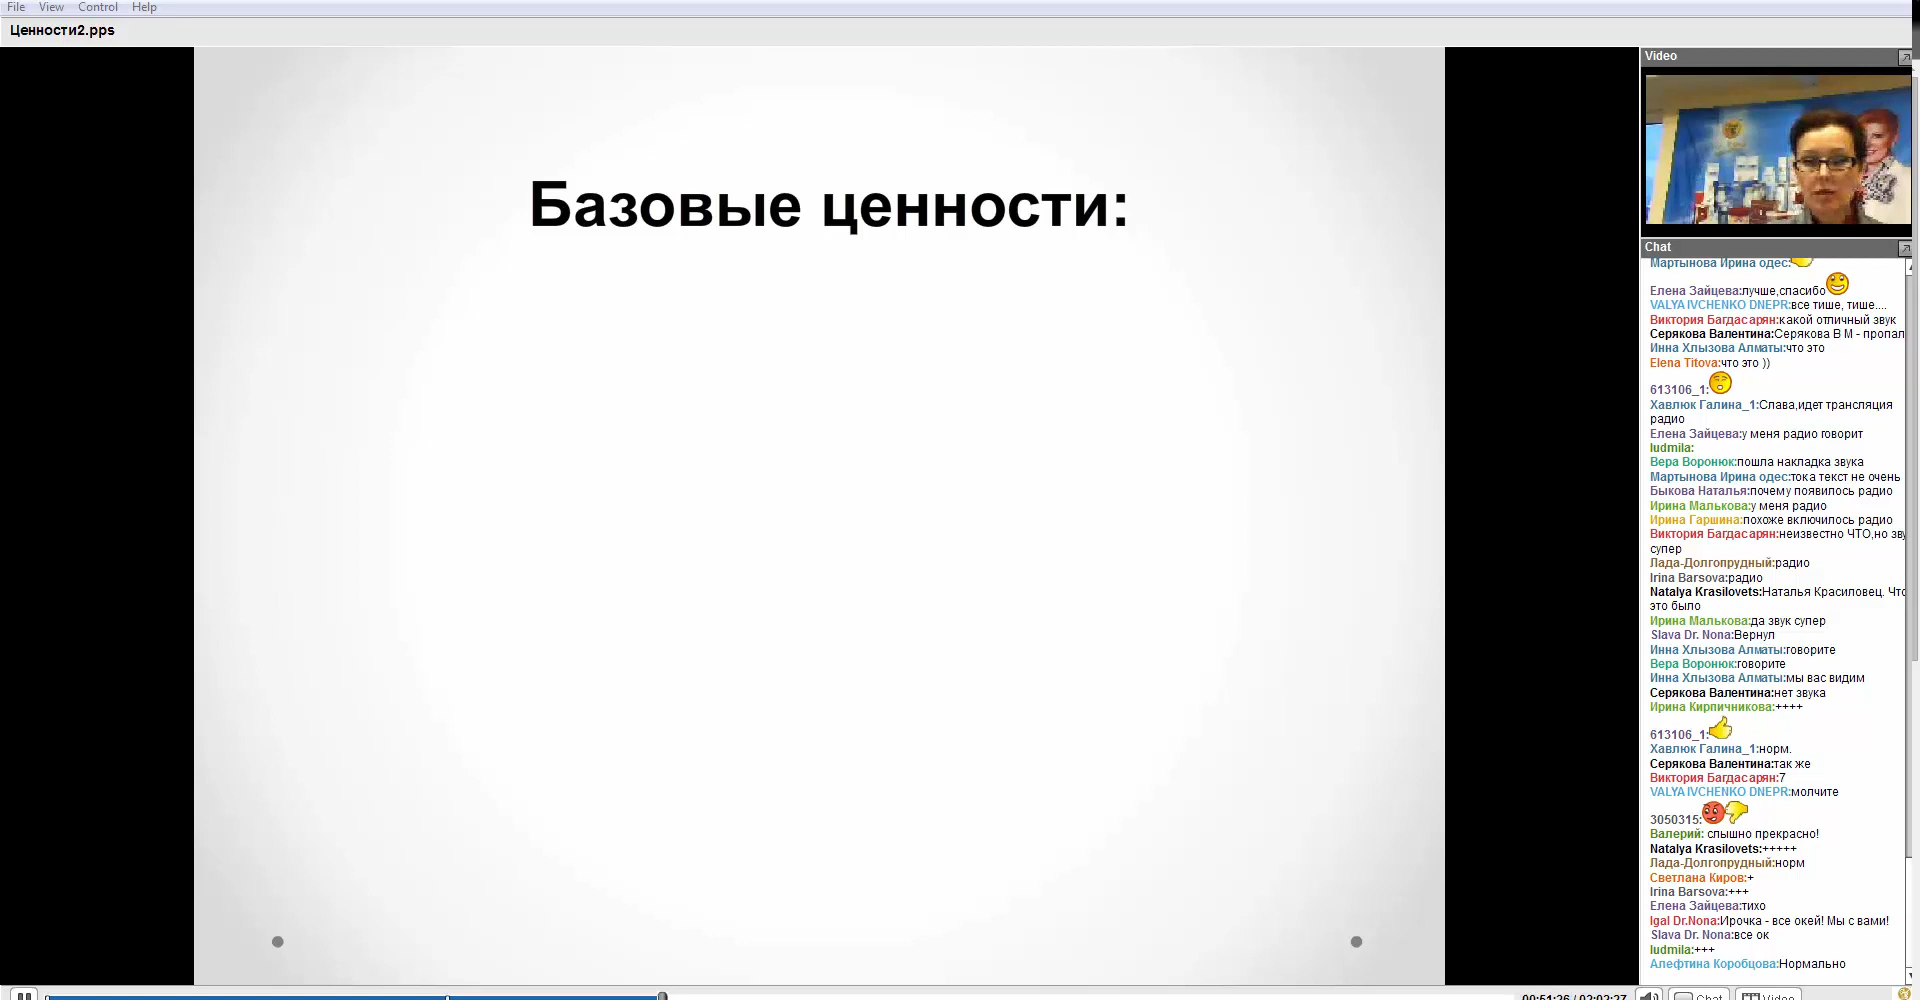 File View Control Help
Ценности2.pps
Базовые ценности:
Video
Chat
Мартынова Ирина одес:
Елена Зайцева:лучше,спасибо
VALYA IVCHENKO DNEPR:все тише, тише....
Виктория Багдасарян:какой отличный звук
Серякова Валентина:Серякова В М - пропал
Инна Хлызова Алматы:что это
Elena Titova:что это ))
613106_1:
Хавлюк Галина_1:Слава,идет трансляция
радио
Елена Зайцева:у меня радио говорит
ludmila:
Вера Воронюк:пошла накладка звука
Мартынова Ирина одес:тока текст не очень
Быкова Наталья:почему появилось радио
Ирина Малькова:у меня радио
Ирина Гаршина:похоже включилось радио
Виктория Багдасарян:неизвестно ЧТО,но зву
супер
Лада-Долгопрудный:радио
Irina Barsova:радио
Natalya Krasilovets:Наталья Красиловец. Что
это было
Ирина Малькова:да звук супер
Slava Dr. Nona:Вернул
Инна Хлызова Алматы:говорите
Вера Воронюк:говорите
Инна Хлызова Алматы:мы вас видим
Серякова Валентина:нет звука
Ирина Кирпичникова:++++
613106_1:
Хавлюк Галина_1:норм.
Серякова Валентина:так же
Виктория Багдасарян:7
VALYA IVCHENKO DNEPR:молчите
3050315:
Валерий: слышно прекрасно!
Natalya Krasilovets:+++++
Лада-Долгопрудный:норм
Светлана Киров:+
Irina Barsova:+++
Елена Зайцева:тихо
Igal Dr.Nona:Ирочка - все окей! Мы с вами!
Slava Dr. Nona:все ок
ludmila:+++
Алефтина Коробцова:Нормально
00:51:26 / 02:02:27
Chat
Video